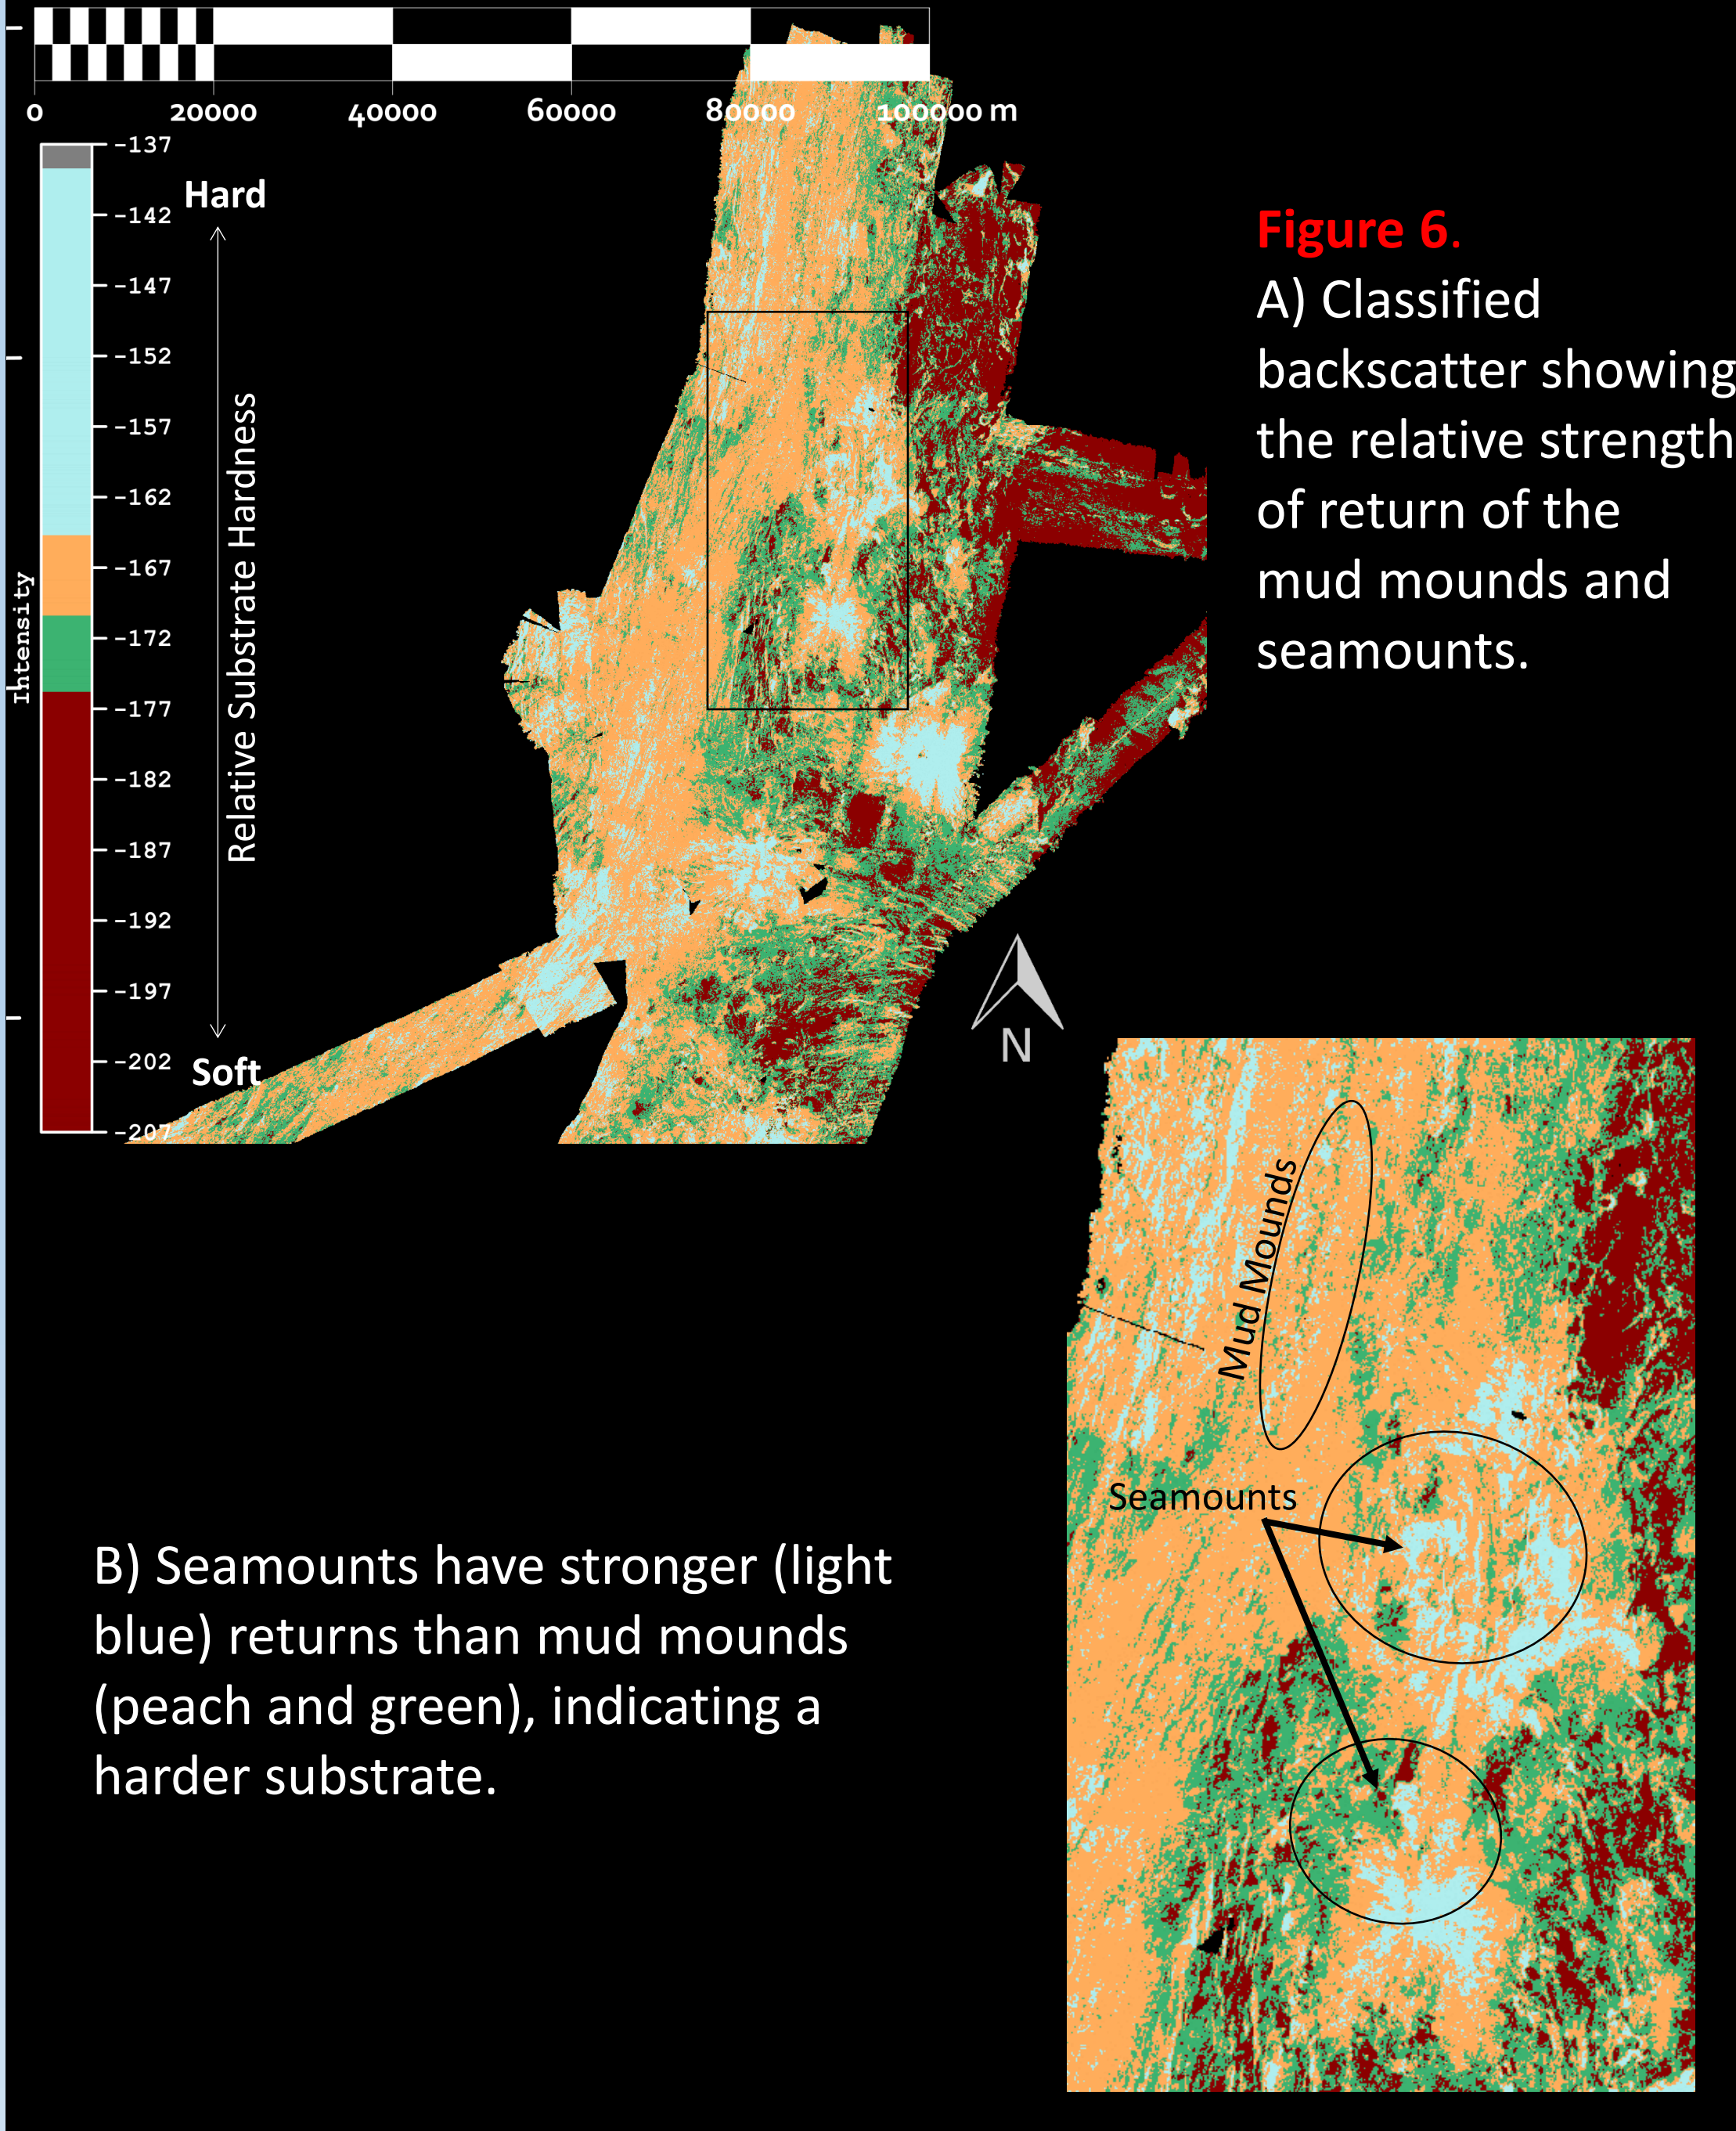 0 20000 40000 60000 80000 100000 m
-137
-142
-147
-152
-157
-162
-167
-172
-177
-182
-187
-192
-197
-202
-207
Intensity
Hard
Relative Substrate Hardness
Soft
N
Figure 6.
A) Classified
backscatter showing
the relative strength
of return of the
mud mounds and
seamounts.
Mud Mounds
Seamounts
B) Seamounts have stronger (light
blue) returns than mud mounds
(peach and green), indicating a
harder substrate.